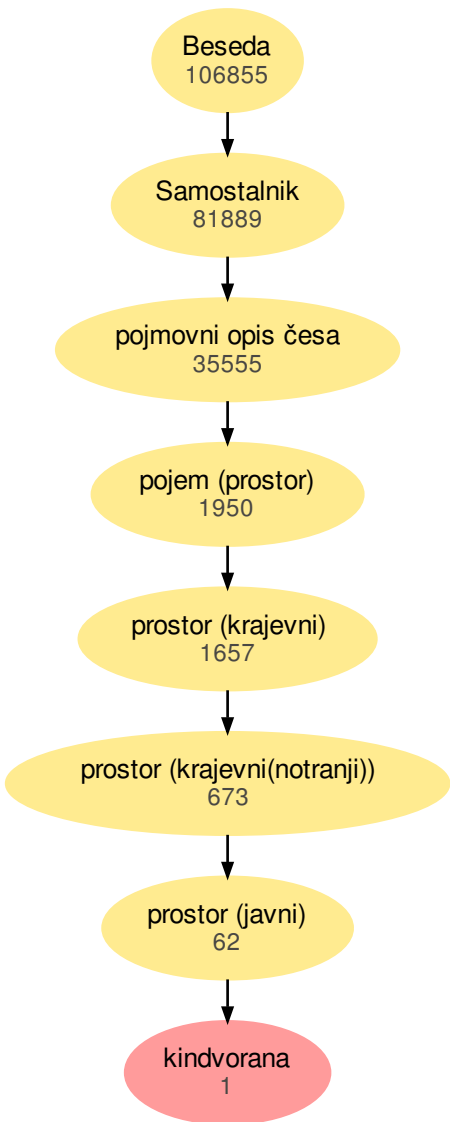 Beseda
106855
Samostalnik
81889
pojmovni opis česa
35555
pojem (prostor)
1950
prostor (krajevni)
1657
prostor (krajevni(notranji))
673
prostor (javni)
62
kindvorana
1